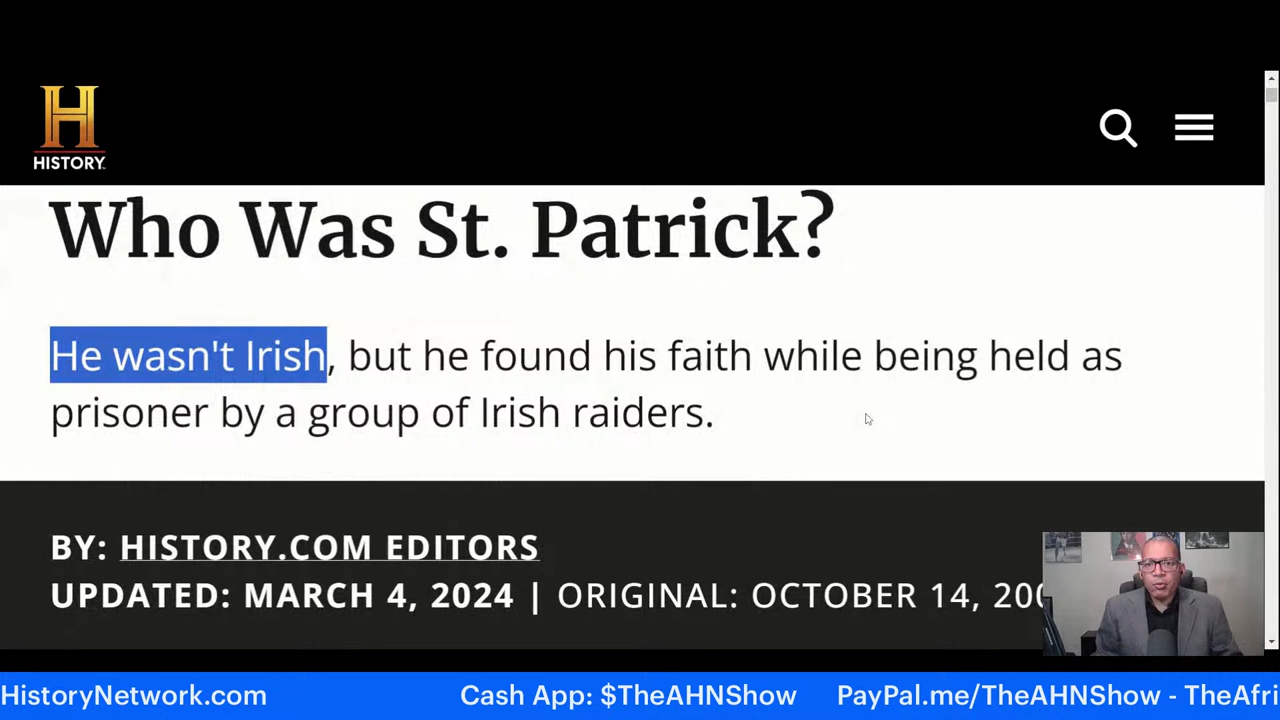 H
HISTORY
Who Was St. Patrick?
He wasn't Irish, but he found his faith while being held as
prisoner by a group of Irish raiders.
BY: HISTORY.COM EDITORS
UPDATED: MARCH 4, 2024 | ORIGINAL: OCTOBER 14, 200
HistoryNetwork.com Cash App: $TheAHNShow PayPal.me/TheAHNShow - TheAfri